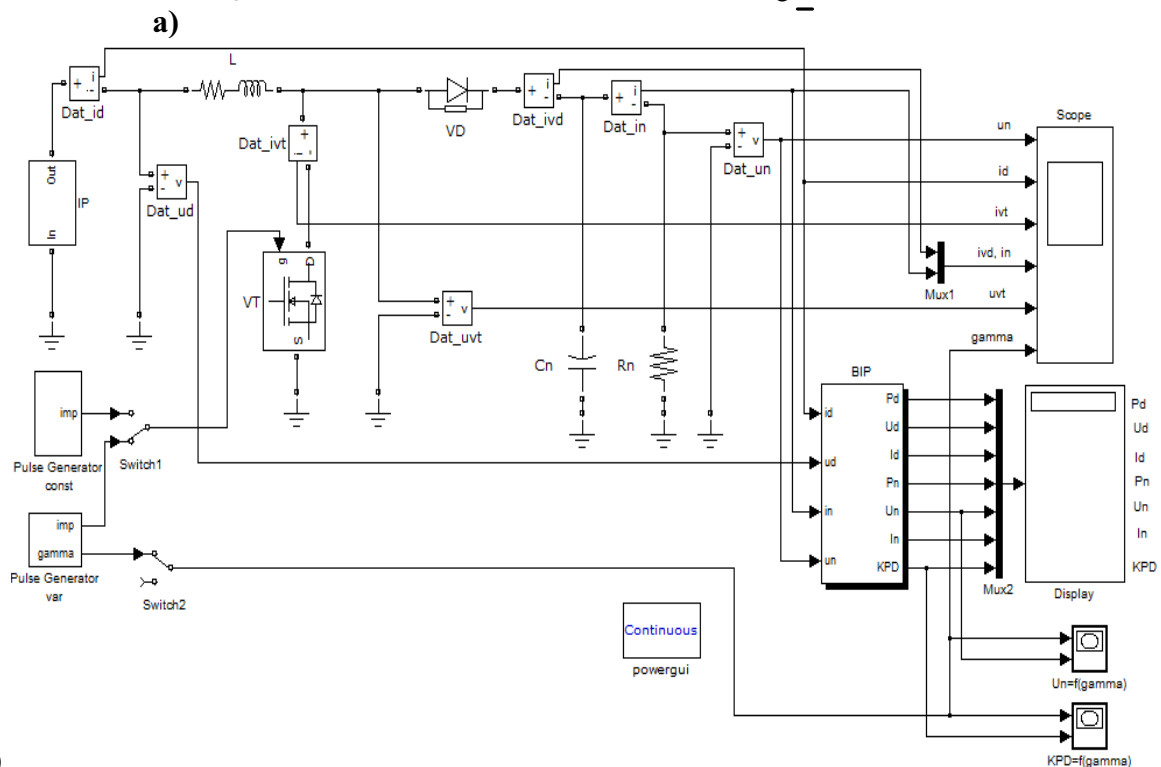 a)
L
i
+
-
Dat_id
Out
IP
In
+
-
v
Dat_ud
Dat_ivt
+
i
-
VD
+
i
-
Dat_ivd
+
i
-
Dat_in
+
-
v
Dat_un
g
D
VT
S
+
-
v
Dat_uvt
Cn
Rn
Scope
un
id
ivt
ivd, in
uvt
gamma
Mux1
imp
Pulse Generator
const
Switch1
imp
gamma
Pulse Generator
var
Switch2
BIP
id
ud
in
un
Pd
Ud
Id
Pn
Un
In
KPD
Mux2
Display
Pd
Ud
Id
Pn
Un
In
KPD
Continuous
powergui
Un=f(gamma)
KPD=f(gamma)